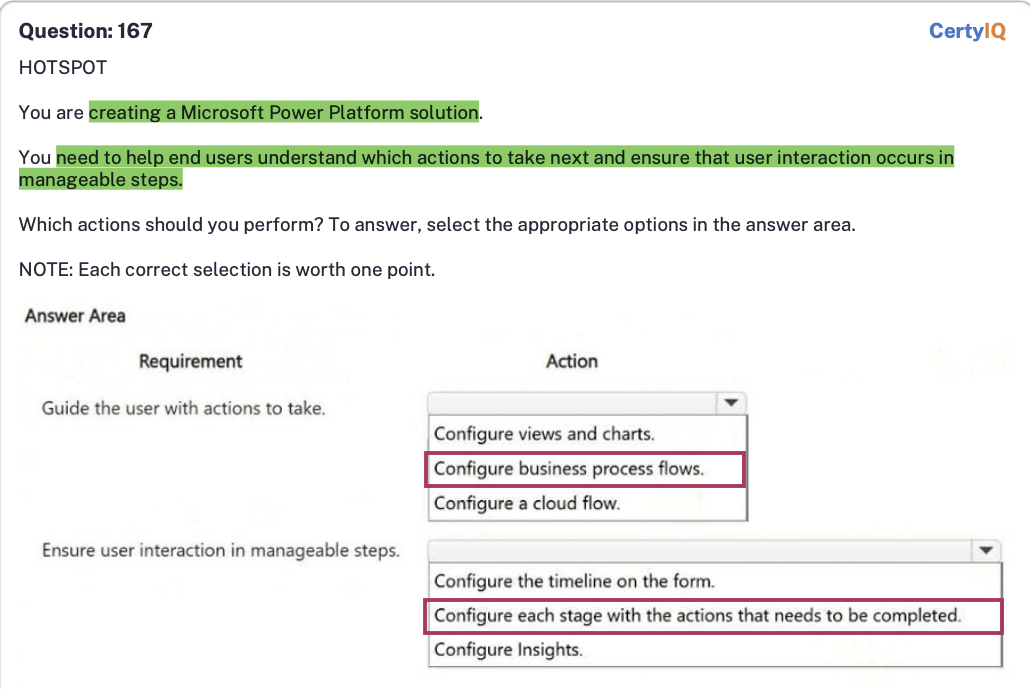 Question: 167
CertyIQ
HOTSPOT
You are creating a Microsoft Power Platform solution.
You need to help end users understand which actions to take next and ensure that user interaction occurs in
manageable steps.
Which actions should you perform? To answer, select the appropriate options in the answer area.
NOTE: Each correct selection is worth one point.
Answer Area
Requirement
Action
Guide the user with actions to take.
Configure views and charts.
Configure business process flows.
Configure a cloud flow.
Ensure user interaction in manageable steps.
Configure the timeline on the form.
Configure each stage with the actions that needs to be completed.
Configure Insights.